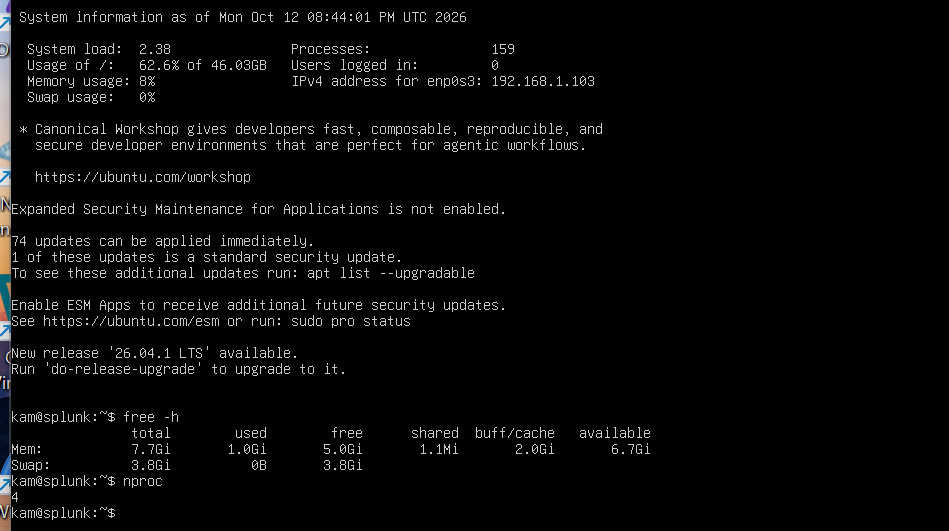 System information as of Mon Oct 12 08:44:01 PM UTC 2026
System load: 2.38 Processes: 159
Usage of /: 62.6% of 46.03GB Users logged in: 0
Memory usage: 8% IPv4 address for enp0s3: 192.168.1.103
Swap usage: 0%
* Canonical Workshop gives developers fast, composable, reproducible, and
secure developer environments that are perfect for agentic workflows.
https://ubuntu.com/workshop
Expanded Security Maintenance for Applications is not enabled.
74 updates can be applied immediately.
1 of these updates is a standard security update.
To see these additional updates run: apt list --upgradable
Enable ESM Apps to receive additional future security updates.
See https://ubuntu.com/esm or run: sudo pro status
New release '26.04.1 LTS' available.
Run 'do-release-upgrade' to upgrade to it.
kam@splunk:~$ free -h
total used free shared buff/cache available
Mem: 7.7Gi 1.0Gi 5.0Gi 1.1Mi 2.0Gi 6.7Gi
Swap: 3.8Gi 0B 3.8Gi
kam@splunk:~$ nproc
4
kam@splunk:~$